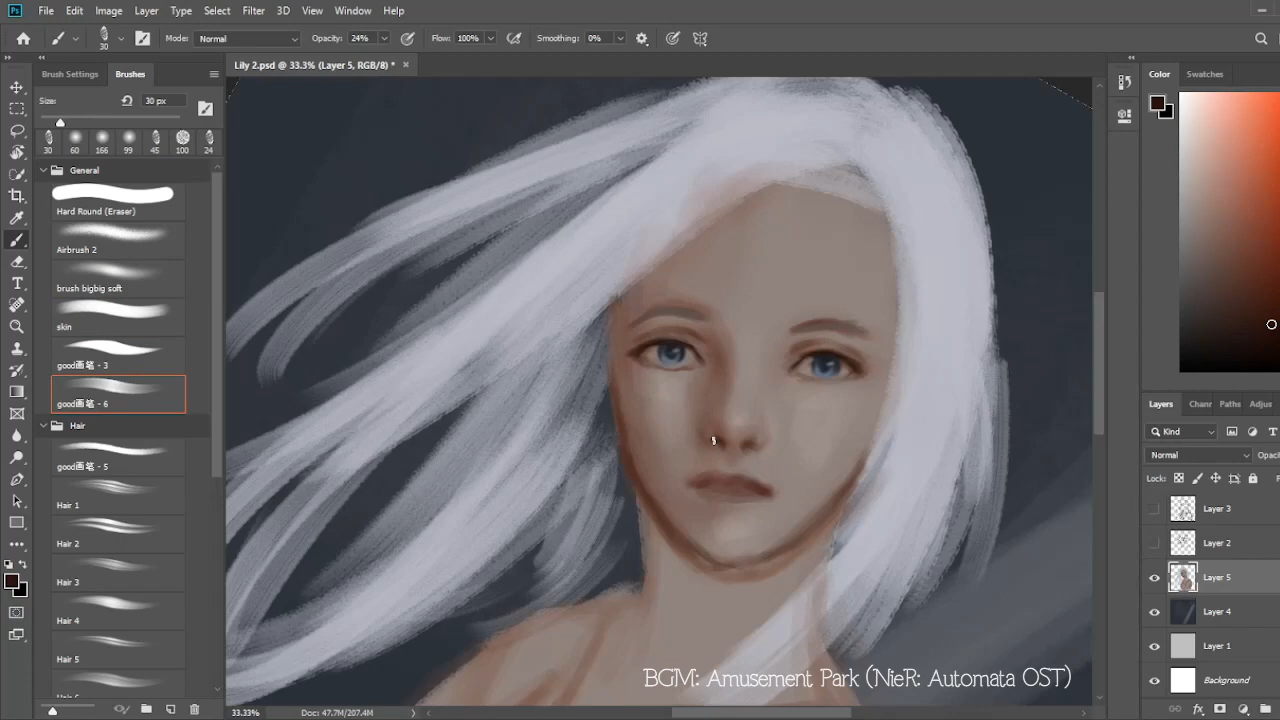 Ps File Edit Image Layer Type Select Filter 3D View Window Help
30 Mode: Normal Opacity: 24% Flow: 100% Smoothing: 0%
Lily 2.psd @ 33.3% (Layer 5, RGB/8) *
Brush Settings Brushes
Size: 30 px
30 60 166 99 45 100 24
General
Hard Round (Eraser)
Airbrush 2
brush bigbig soft
skin
good画笔 - 3
good画笔 - 6
Hair
good画笔 - 5
Hair 1
Hair 2
Hair 3
Hair 4
Hair 5
Color Swatches
Layers Chann Paths Adjus
Kind
Normal Opaci
Lock:
Layer 3
Layer 2
Layer 5
Layer 4
Layer 1
Background
BGM: Amusement Park (NieR: Automata OST)
33.33% Doc: 47.7M/207.4M